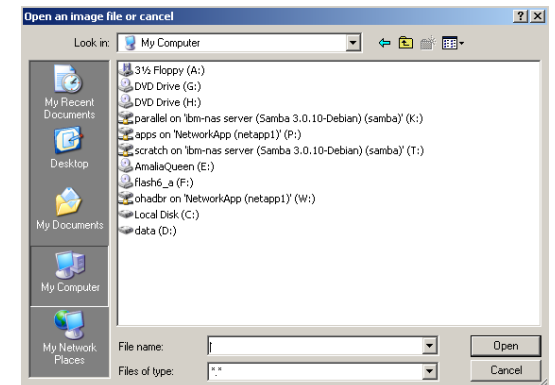 Open an image file or cancel
Look in: My Computer
My Recent
Documents
Desktop
My Documents
My Computer
My Network
Places
3½ Floppy (A:)
DVD Drive (G:)
DVD Drive (H:)
parallel on 'ibm-nas server (Samba 3.0.10-Debian) (samba)' (K:)
apps on 'NetworkApp (netapp1)' (P:)
scratch on 'ibm-nas server (Samba 3.0.10-Debian) (samba)' (T:)
AmaliaQueen (E:)
flash6_a (F:)
ohadbr on 'NetworkApp (netapp1)' (W:)
Local Disk (C:)
data (D:)
File name:
Open
Files of type: *.*
Cancel